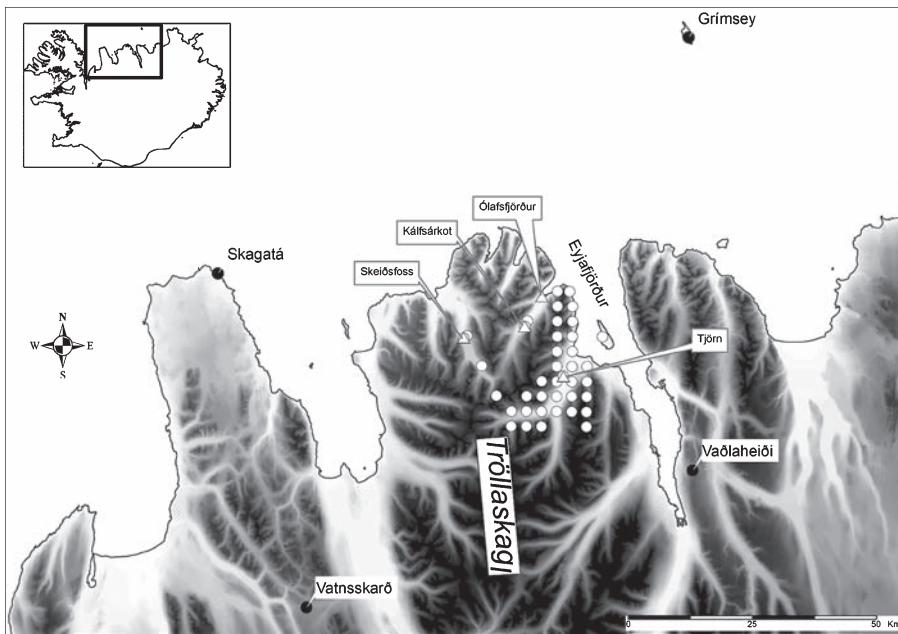 Grímsey
Ólafsfjörður
Kálfsárkot
Skeiðsfoss
Eyjafjörður
Skagatá
N
W E
S
Tjörn
Tröllaskagi
Vaðlaheiði
Vatnsskarð
0 25 50 Km